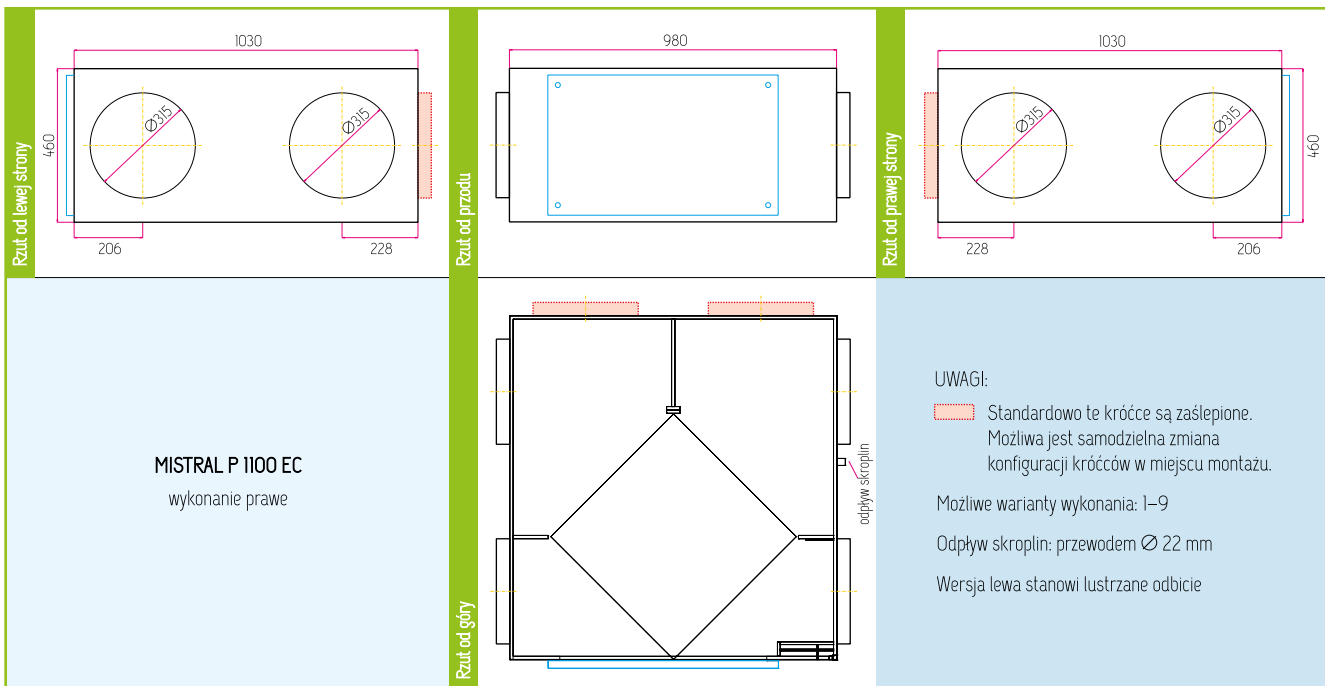 Rzut od lewej strony
1030
460
Ø315
Ø315
206
228
Rzut od przodu
980
Rzut od prawej strony
1030
Ø315
Ø315
460
228
206
MISTRAL P 1100 EC
wykonanie prawe
Rzut od góry
odpływ skroplin
UWAGI:
Standardowo te króćce są zaślepione.
Możliwa jest samodzielna zmiana
konfiguracji króćców w miejscu montażu.
Możliwe warianty wykonania: 1–9
Odpływ skroplin: przewodem Ø 22 mm
Wersja lewa stanowi lustrzane odbicie